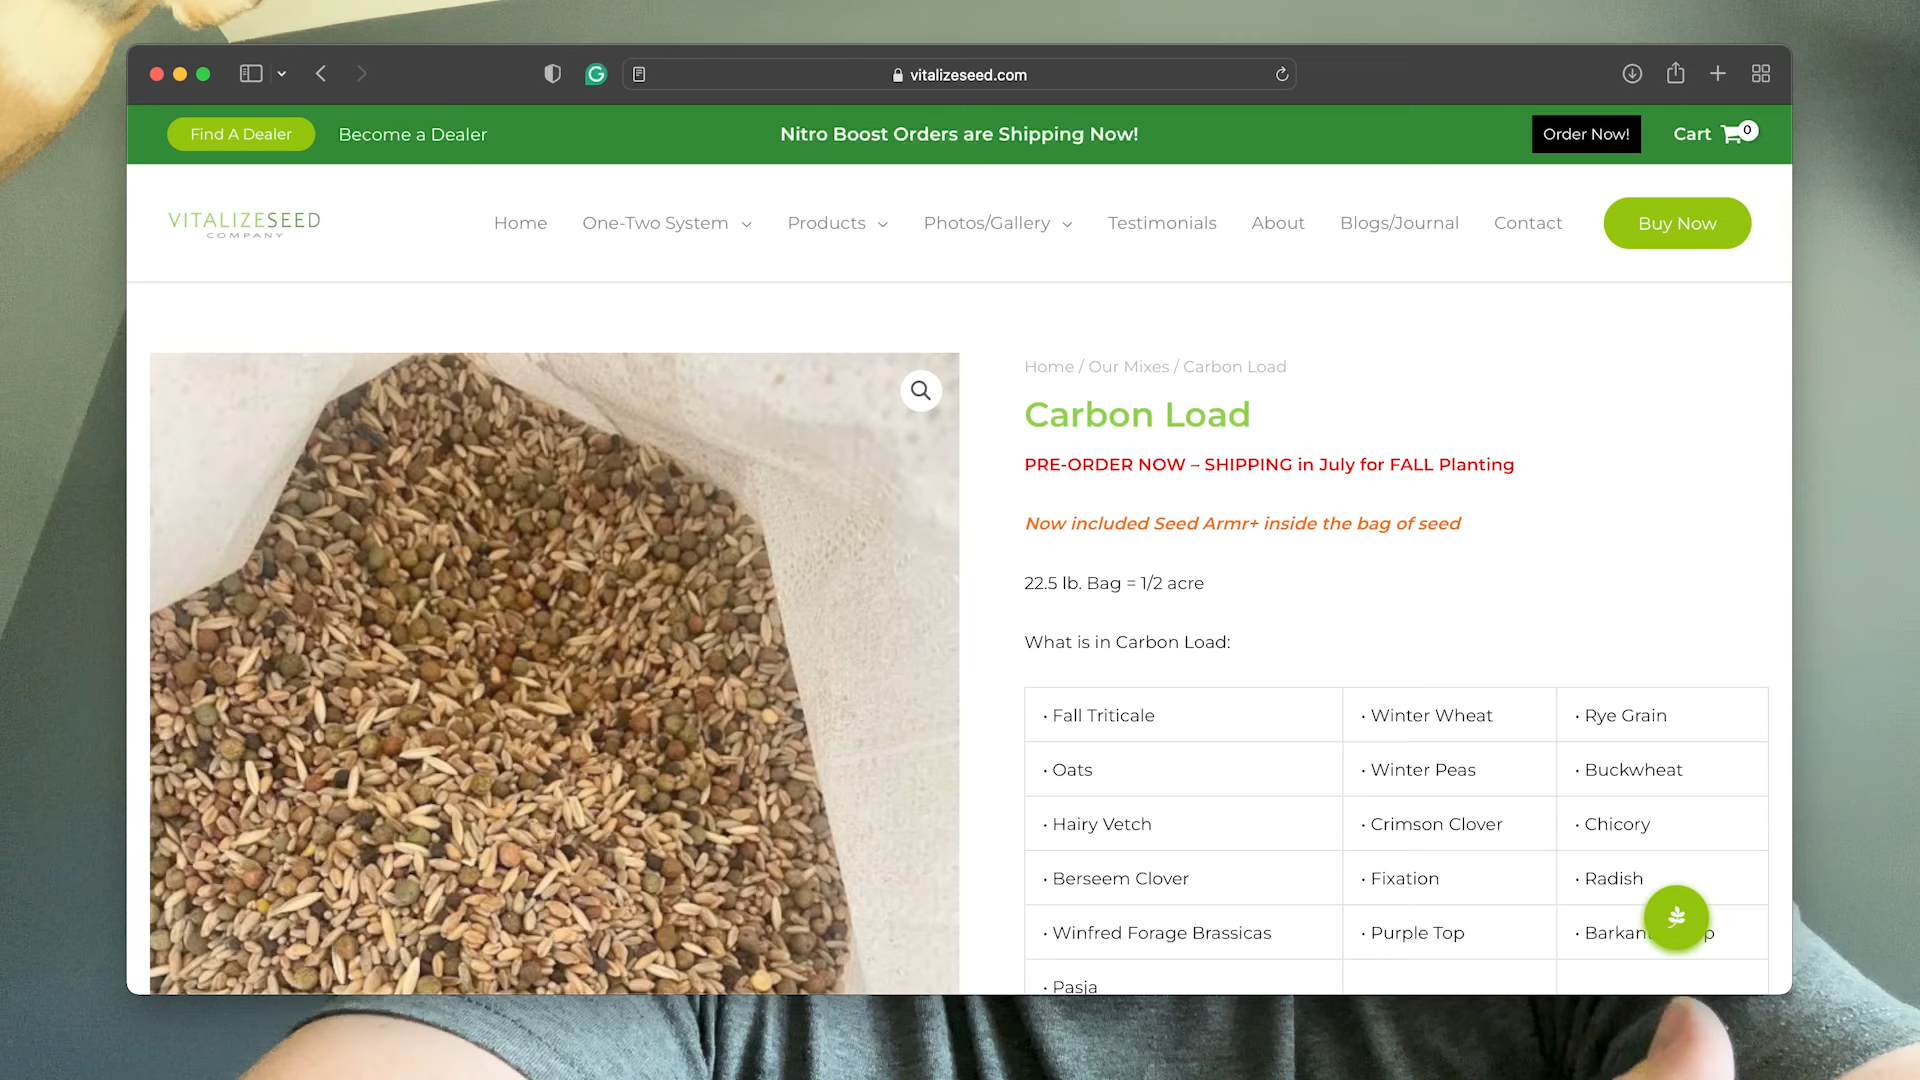 vitalizeseed.com
Find A Dealer
Become a Dealer
Nitro Boost Orders are Shipping Now!
Order Now!
Cart 0
VITALIZESEED
COMPANY
Home
One-Two System
Products
Photos/Gallery
Testimonials
About
Blogs/Journal
Contact
Buy Now
Home / Our Mixes / Carbon Load
Carbon Load
PRE-ORDER NOW – SHIPPING in July for FALL Planting
Now included Seed Armr+ inside the bag of seed
22.5 lb. Bag = 1/2 acre
What is in Carbon Load:
• Fall Triticale
• Winter Wheat
• Rye Grain
• Oats
• Winter Peas
• Buckwheat
• Hairy Vetch
• Crimson Clover
• Chicory
• Berseem Clover
• Fixation
• Radish
• Winfred Forage Brassicas
• Purple Top
• Pasja